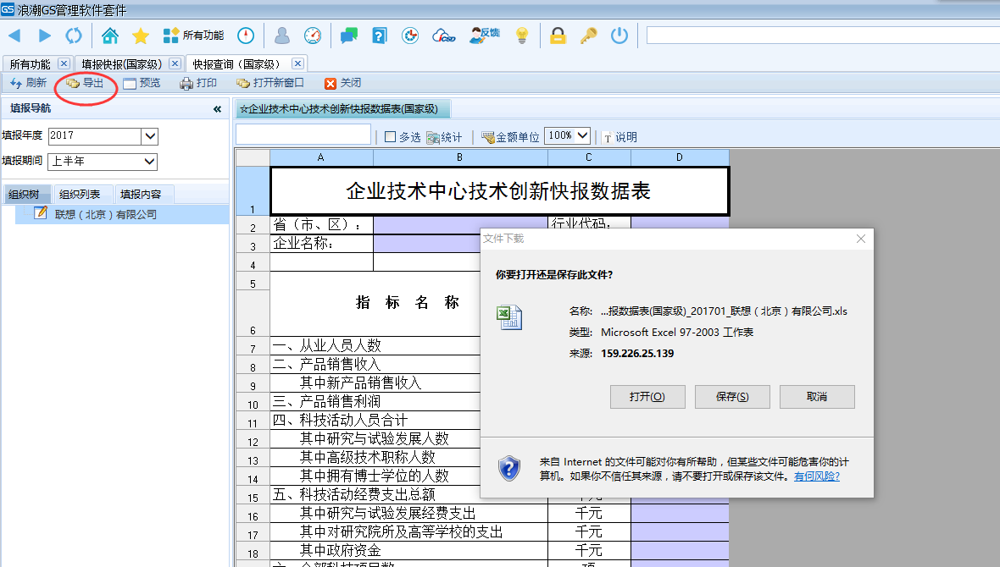 GS 浪潮GS管理软件套件
所有功能 iCSD 反馈
所有功能 填报快报(国家级) 快报查询（国家级）
刷新 导出 预览 打印 打开新窗口 关闭
填报导航 «
填报年度 2017
填报期间 上半年
组织树 组织列表 填报内容
联想（北京）有限公司
☆企业技术中心技术创新快报数据表(国家级)
多选 统计 金额单位 100% T 说明
A B C D
1 企业技术中心技术创新快报数据表
2 省（市、区）： 行业代码:
3 企业名称:
4
5
指 标 名 称
6
7 一、从业人员人数
8 二、产品销售收入
9 其中新产品销售收入
10 三、产品销售利润
11 四、科技活动人员合计
12 其中研究与试验发展人数
13 其中高级技术职称人数
14 其中拥有博士学位的人数
15 五、科技活动经费支出总额 千元
16 其中研究与试验发展经费支出 千元
17 其中对研究院所及高等学校的支出 千元
18 其中政府资金 千元
六、全部科技项目数 项
文件下载
你要打开还是保存此文件?
名称: ...报数据表(国家级)_201701_联想（北京）有限公司.xls
类型: Microsoft Excel 97-2003 工作表
来源: 159.226.25.139
打开(O) 保存(S) 取消
来自 Internet 的文件可能对你有所帮助，但某些文件可能危害你的计
算机。如果你不信任其来源，请不要打开或保存该文件。有何风险?